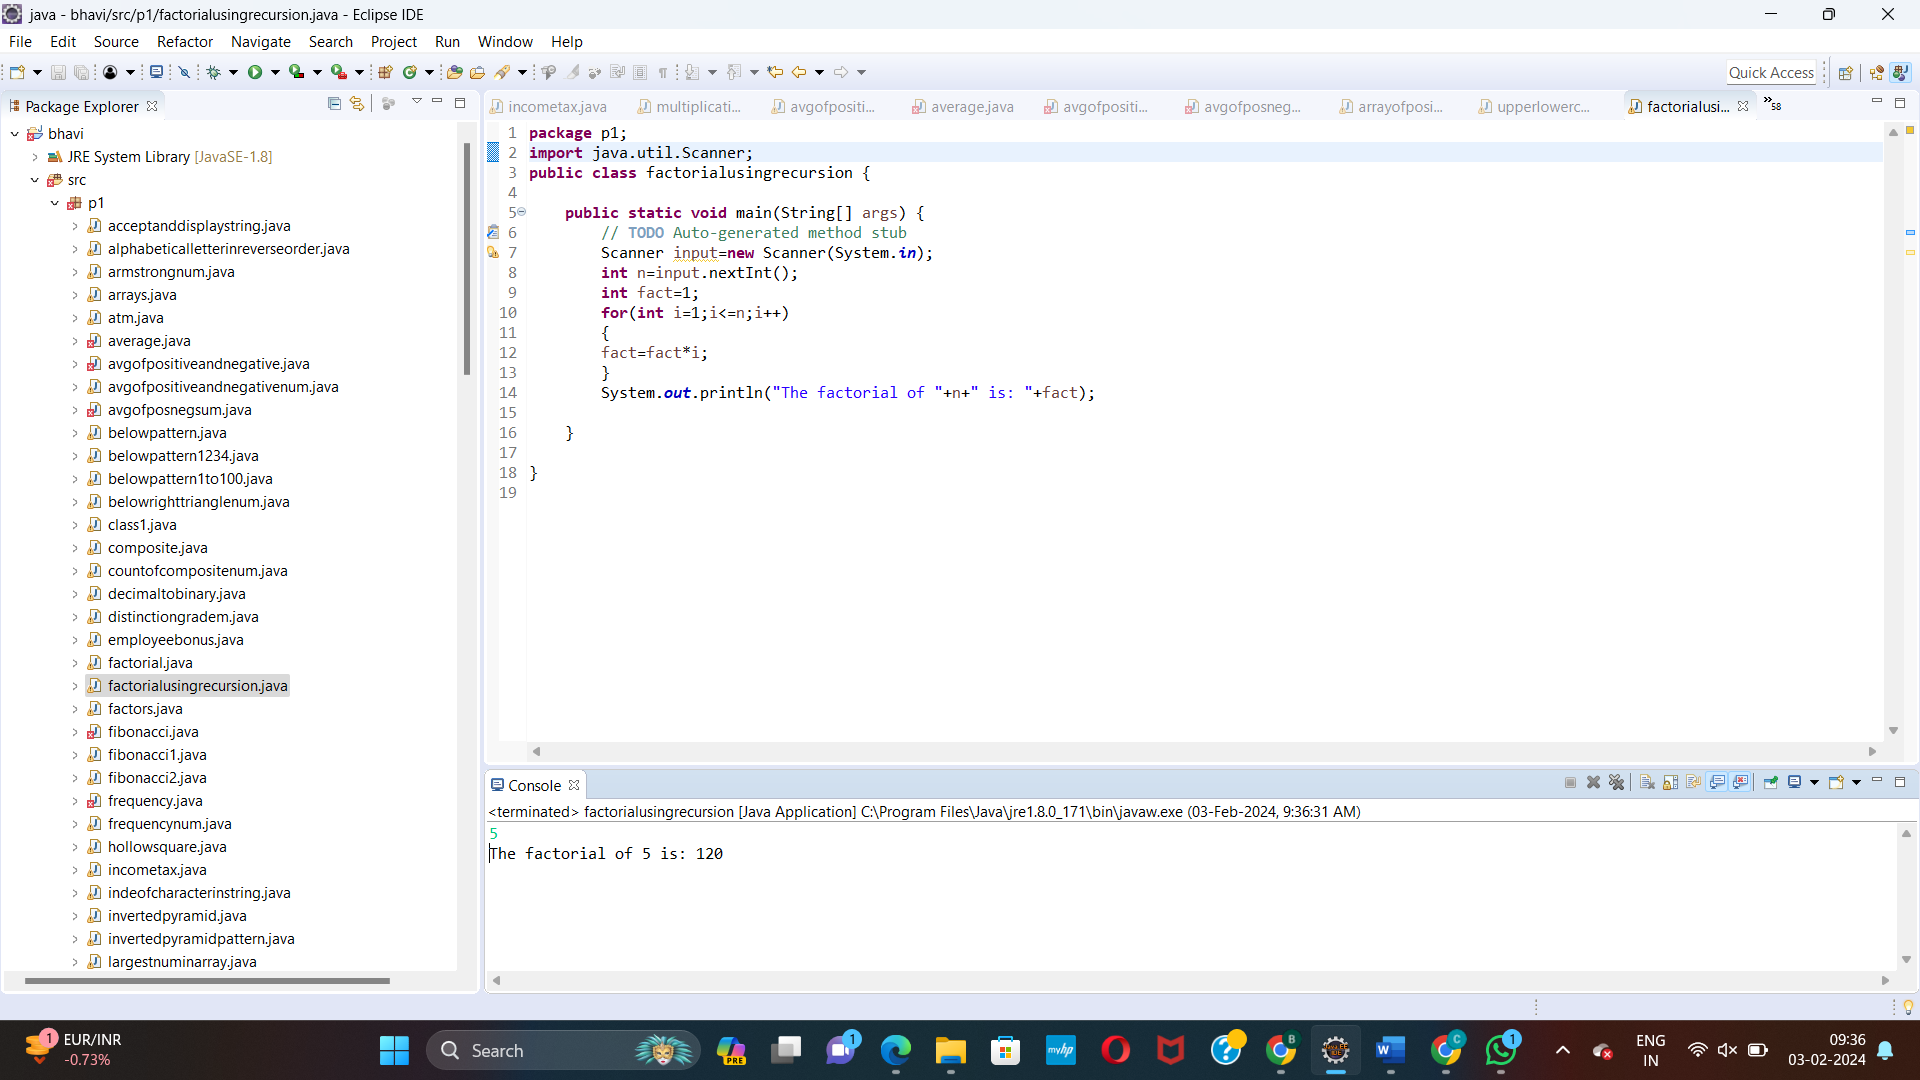 java - bhavi/src/p1/factorialusingrecursion.java - Eclipse IDE
File Edit Source Refactor Navigate Search Project Run Window Help
Quick Access
Package Explorer
bhavi
JRE System Library [JavaSE-1.8]
src
p1
acceptanddisplaystring.java
alphabeticalletterinreverseorder.java
armstrongnum.java
arrays.java
atm.java
average.java
avgofpositiveandnegative.java
avgofpositiveandnegativenum.java
avgofposnegsum.java
belowpattern.java
belowpattern1234.java
belowpattern1to100.java
belowrighttrianglenum.java
class1.java
composite.java
countofcompositenum.java
decimaltobinary.java
distinctiongradem.java
employeebonus.java
factorial.java
factorialusingrecursion.java
factors.java
fibonacci.java
fibonacci1.java
fibonacci2.java
frequency.java
frequencynum.java
hollowsquare.java
incometax.java
indeofcharacterinstring.java
invertedpyramid.java
invertedpyramidpattern.java
largestnuminarray.java
incometax.java multiplicati... avgofpositi... average.java avgofpositi... avgofposneg... arrayofposi... upperlowerc... factorialusi... »58
1 package p1;
2 import java.util.Scanner;
3 public class factorialusingrecursion {
4
5 public static void main(String[] args) {
6 // TODO Auto-generated method stub
7 Scanner input=new Scanner(System.in);
8 int n=input.nextInt();
9 int fact=1;
10 for(int i=1;i<=n;i++)
11 {
12 fact=fact*i;
13 }
14 System.out.println("The factorial of "+n+" is: "+fact);
15
16 }
17
18 }
19
Console
<terminated> factorialusingrecursion [Java Application] C:\Program Files\Java\jre1.8.0_171\bin\javaw.exe (03-Feb-2024, 9:36:31 AM)
5
The factorial of 5 is: 120
1
EUR/INR
-0.73%
Search
PRE
1
myhp
B
Java EE
IDE
W
C
1
ENG
IN
09:36
03-02-2024